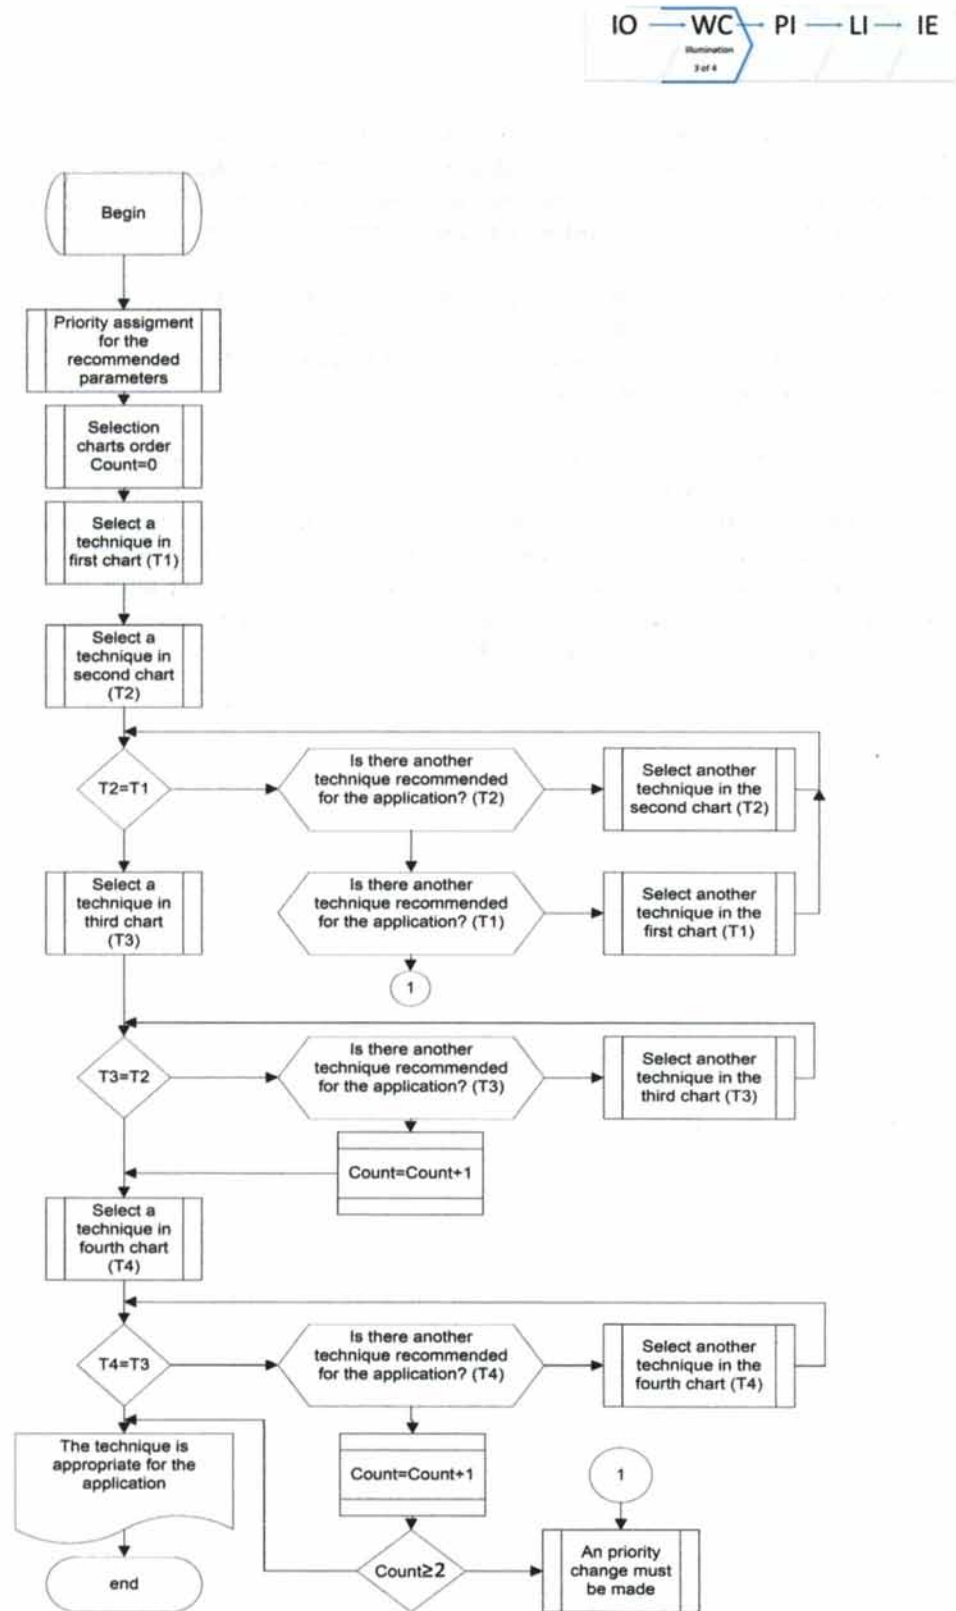 IO WC PI LI IE
Illumination
3 of 4
Begin
Priority assigment
for the
recommended
parameters
Selection
charts order
Count=0
Select a
technique in
first chart (T1)
Select a
technique in
second chart
(T2)
T2=T1
Is there another
technique recommended
for the application? (T2)
Select another
technique in the
second chart (T2)
Select a
technique in
third chart
(T3)
Is there another
technique recommended
for the application? (T1)
Select another
technique in the
first chart (T1)
1
T3=T2
Is there another
technique recommended
for the application? (T3)
Select another
technique in the
third chart (T3)
Count=Count+1
Select a
technique in
fourth chart
(T4)
T4=T3
Is there another
technique recommended
for the application? (T4)
Select another
technique in the
fourth chart (T4)
The technique is
appropriate for the
application
Count=Count+1
1
end
Count≥2
An priority
change must
be made